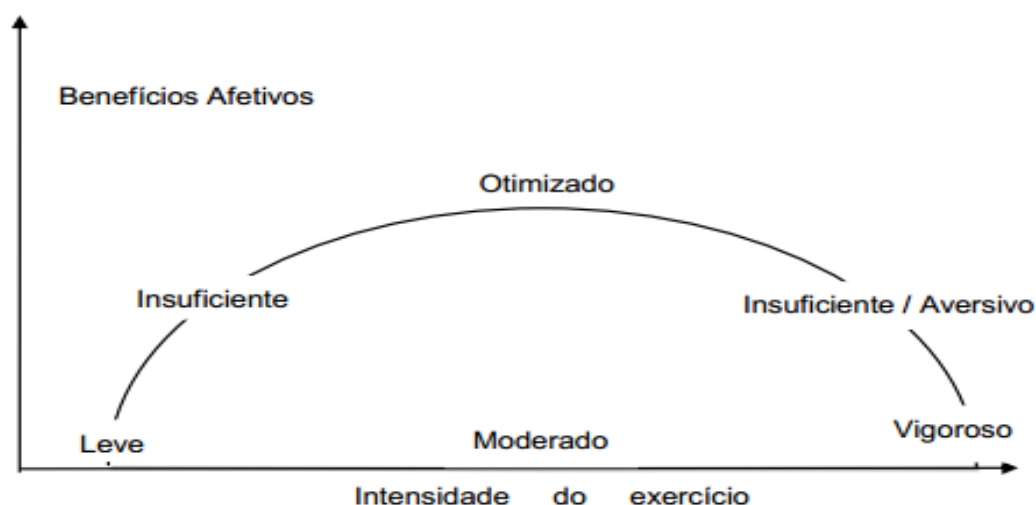 Benefícios Afetivos
Otimizado
Insuficiente
Insuficiente / Aversivo
Leve
Moderado
Vigoroso
Intensidade do exercício